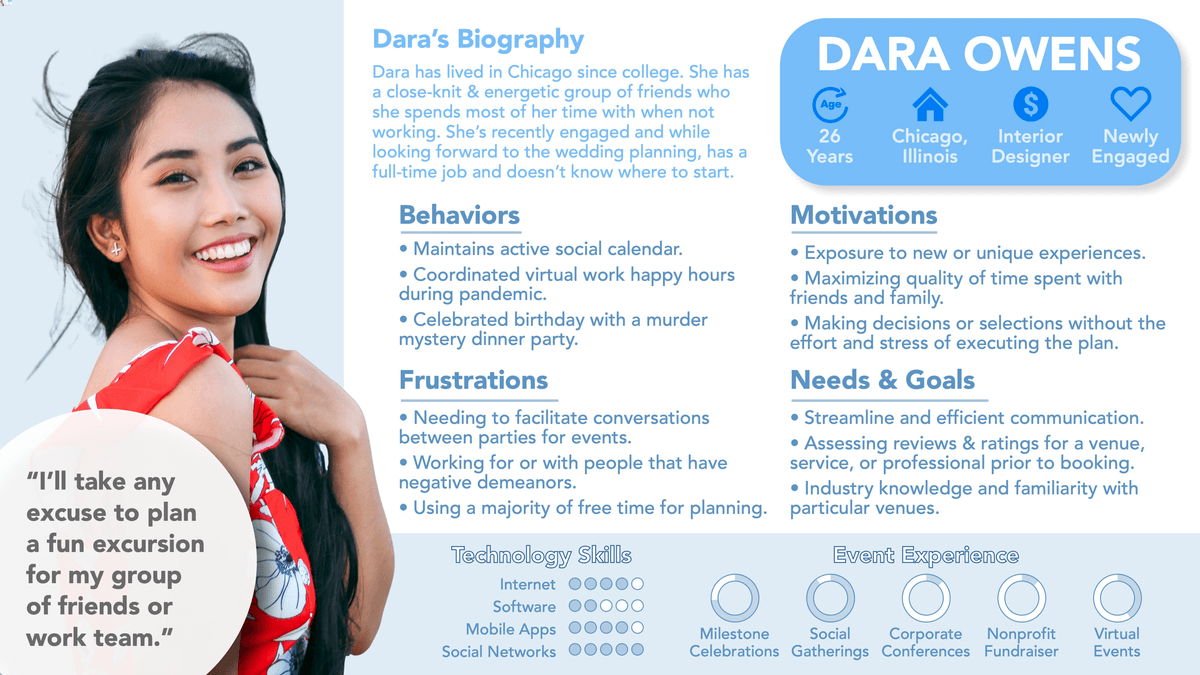 Dara’s Biography
Dara has lived in Chicago since college. She has
a close-knit & energetic group of friends who
she spends most of her time with when not
working. She’s recently engaged and while
looking forward to the wedding planning, has a
full-time job and doesn’t know where to start.
DARA OWENS
Age
26
Years
Chicago,
Illinois
$
Interior
Designer
Newly
Engaged
Behaviors
• Maintains active social calendar.
• Coordinated virtual work happy hours
during pandemic.
• Celebrated birthday with a murder
mystery dinner party.
Motivations
• Exposure to new or unique experiences.
• Maximizing quality of time spent with
friends and family.
• Making decisions or selections without the
effort and stress of executing the plan.
Frustrations
• Needing to facilitate conversations
between parties for events.
• Working for or with people that have
negative demeanors.
• Using a majority of free time for planning.
Needs & Goals
• Streamline and efficient communication.
• Assessing reviews & ratings for a venue,
service, or professional prior to booking.
• Industry knowledge and familiarity with
particular venues.
“I’ll take any
excuse to plan
a fun excursion
for my group
of friends or
work team.”
Technology Skills
Internet
Software
Mobile Apps
Social Networks
Event Experience
Milestone
Celebrations
Social
Gatherings
Corporate
Conferences
Nonprofit
Fundraiser
Virtual
Events